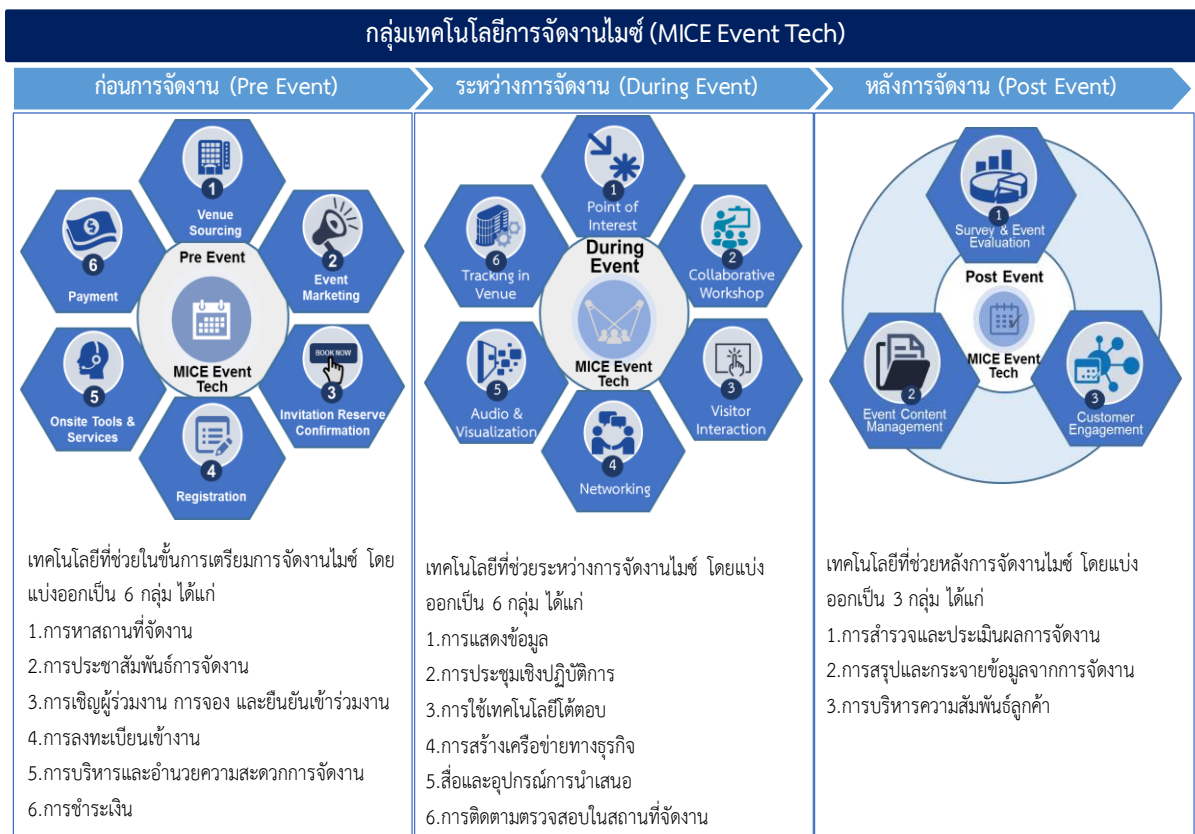 กลุ่มเทคโนโลยีการจัดงานไมซ์ (MICE Event Tech)
ก่อนการจัดงาน (Pre Event)
1
Venue
Sourcing
2
Event
Marketing
BOOK NOW
3
Invitation Reserve
Confirmation
4
Registration
5
Onsite Tools &
Services
6
Payment
Pre Event
MICE Event
Tech
เทคโนโลยีที่ช่วยในขั้นการเตรียมการจัดงานไมซ์ โดย
แบ่งออกเป็น 6 กลุ่ม ได้แก่
1.การหาสถานที่จัดงาน
2.การประชาสัมพันธ์การจัดงาน
3.การเชิญผู้ร่วมงาน การจอง และยืนยันเข้าร่วมงาน
4.การลงทะเบียนเข้างาน
5.การบริหารและอำนวยความสะดวกการจัดงาน
6.การชำระเงิน
ระหว่างการจัดงาน (During Event)
1
Point of
Interest
2
Collaborative
Workshop
3
Visitor
Interaction
4
Networking
5
Audio &
Visualization
6
Tracking in
Venue
During
Event
MICE Event
Tech
เทคโนโลยีที่ช่วยระหว่างการจัดงานไมซ์ โดยแบ่ง
ออกเป็น 6 กลุ่ม ได้แก่
1.การแสดงข้อมูล
2.การประชุมเชิงปฏิบัติการ
3.การใช้เทคโนโลยีโต้ตอบ
4.การสร้างเครือข่ายทางธุรกิจ
5.สื่อและอุปกรณ์การนำเสนอ
6.การติดตามตรวจสอบในสถานที่จัดงาน
หลังการจัดงาน (Post Event)
1
Survey & Event
Evaluation
2
Event Content
Management
3
Customer
Engagement
Post Event
MICE Event
Tech
เทคโนโลยีที่ช่วยหลังการจัดงานไมซ์ โดยแบ่ง
ออกเป็น 3 กลุ่ม ได้แก่
1.การสำรวจและประเมินผลการจัดงาน
2.การสรุปและกระจายข้อมูลจากการจัดงาน
3.การบริหารความสัมพันธ์ลูกค้า